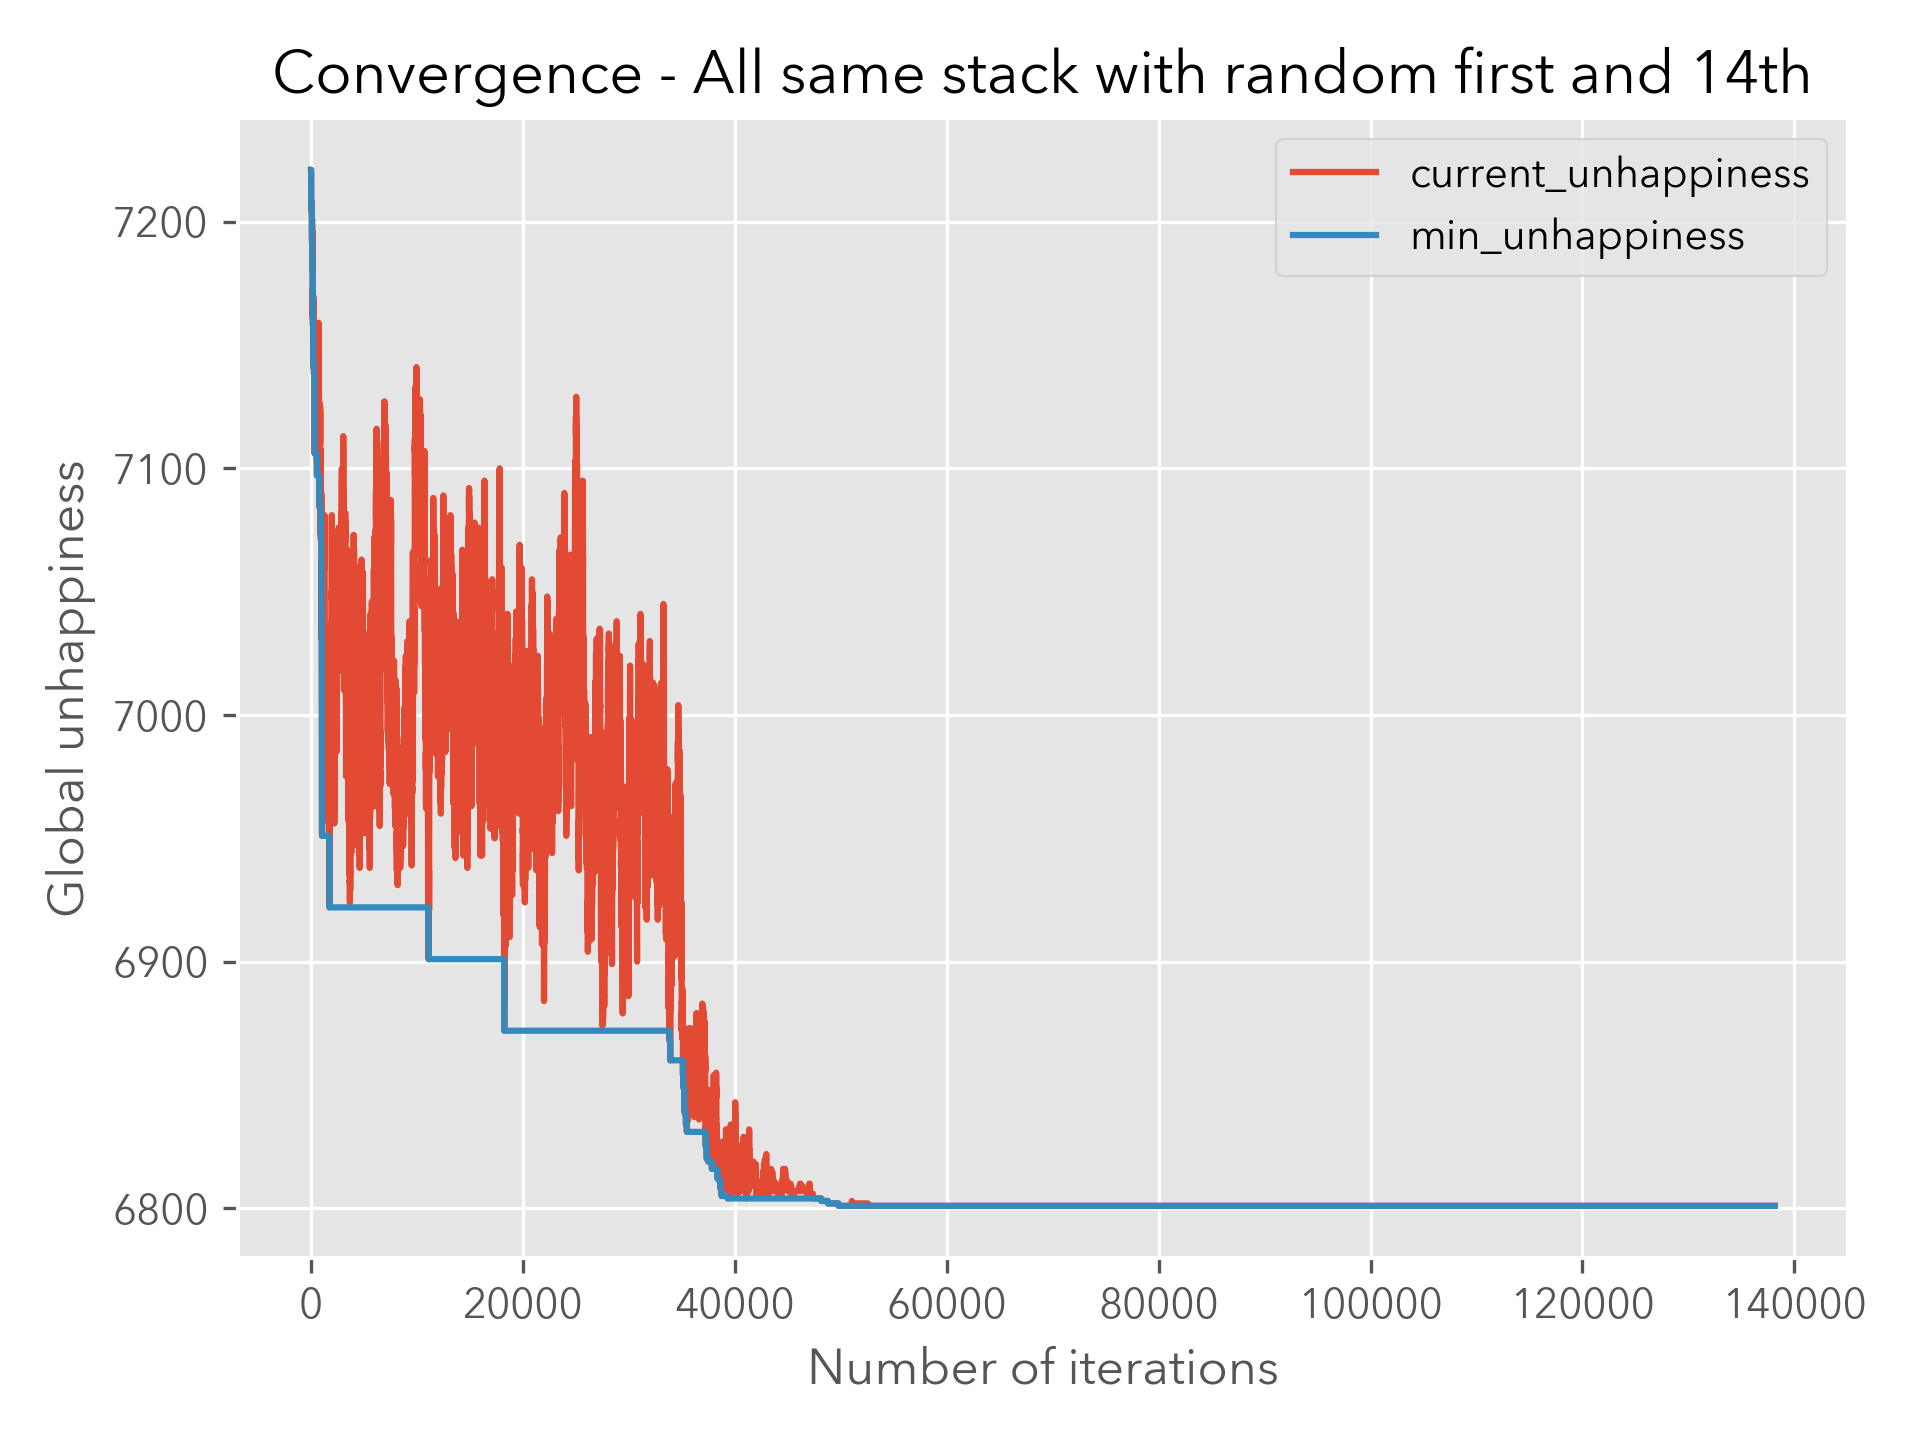 Convergence - All same stack with random first and 14th
current_unhappiness
min_unhappiness
7200
7100
7000
6900
6800
Global unhappiness
0 20000 40000 60000 80000 100000 120000 140000
Number of iterations